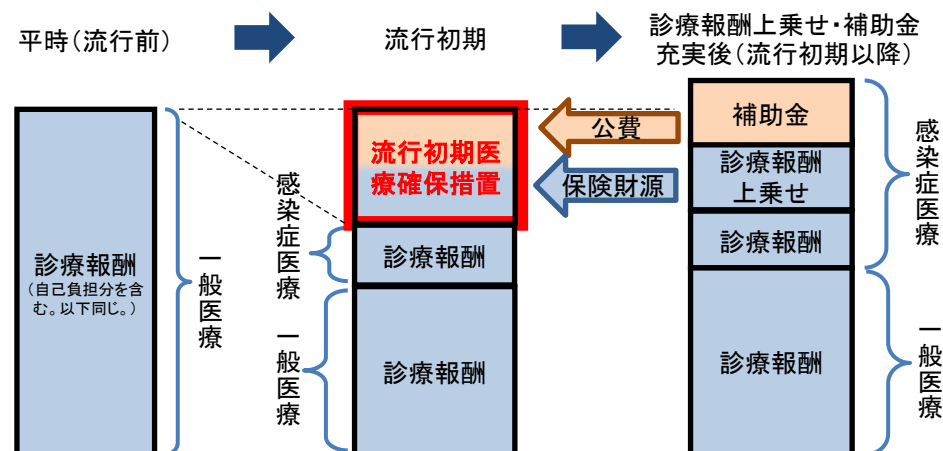 平時（流行前）
流行初期
診療報酬上乗せ・補助金
充実後（流行初期以降）
診療報酬
（自己負担分を含
む。以下同じ。）
一般医療
流行初期医
療確保措置
感染症医療
診療報酬
一般医療
診療報酬
公費
保険財源
補助金
診療報酬
上乗せ
診療報酬
感染症医療
診療報酬
一般医療